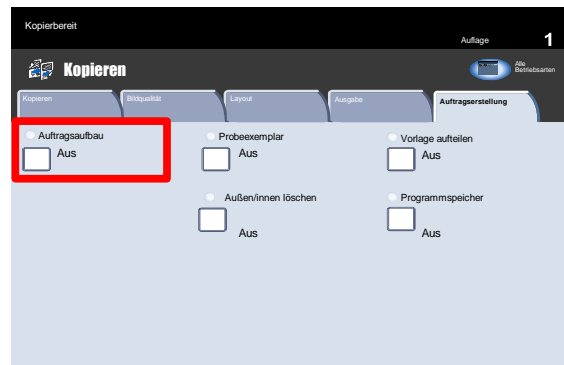 Kopierbereit
Auflage 1
Kopieren
Alle
Betriebsarten
Kopieren Bildqualität Layout Ausgabe Auftragserstellung
Auftragsaufbau Probeexemplar Vorlage aufteilen
Aus Aus Aus
Außen/innen löschen Programmspeicher
Aus Aus